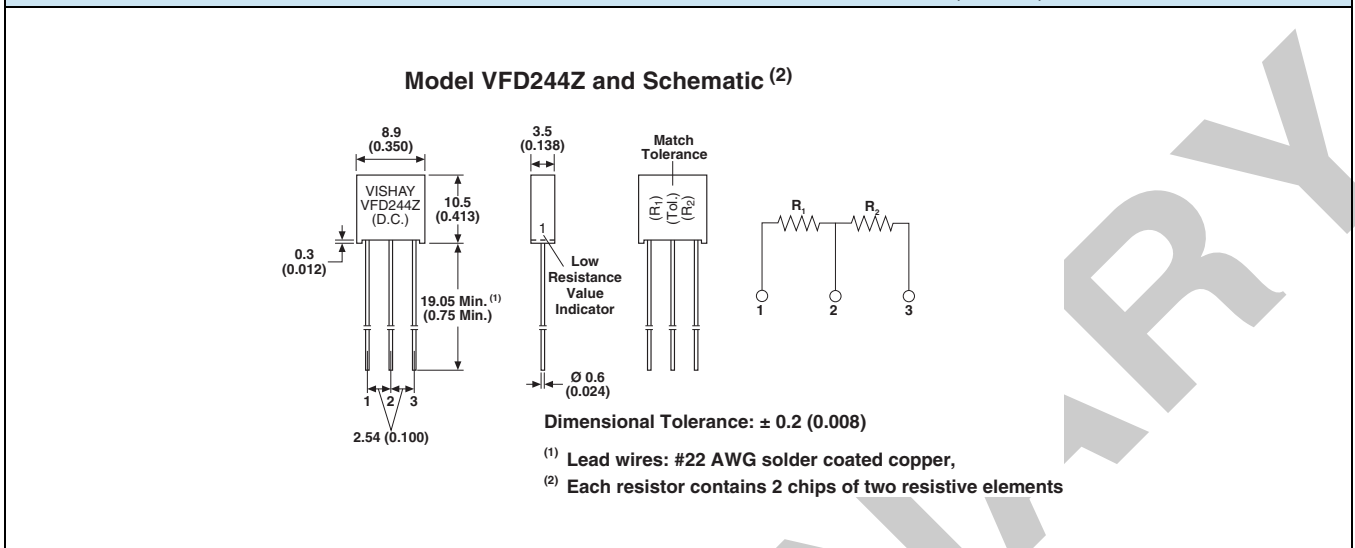 Model VFD244Z and Schematic (2)
8.9
(0.350)
3.5
(0.138)
Match
Tolerance
VISHAY
VFD244Z
(D.C.)
10.5
(0.413)
(R1)
(Tol.)
(R2)
R1
R2
0.3
(0.012)
1
Low
Resistance
Value
Indicator
19.05 Min. (1)
(0.75 Min.)
1
2
3
Ø 0.6
(0.024)
1 2 3
2.54 (0.100)
Dimensional Tolerance: ± 0.2 (0.008)
(1) Lead wires: #22 AWG solder coated copper,
(2) Each resistor contains 2 chips of two resistive elements